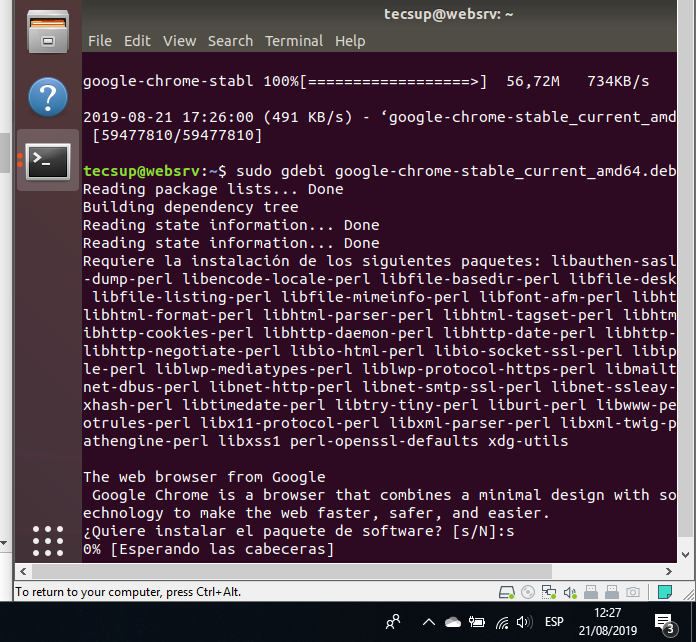 tecsup@websrv: ~
File Edit View Search Terminal Help
google-chrome-stabl 100%[===================>] 56,72M 734KB/s
2019-08-21 17:26:00 (491 KB/s) - ‘google-chrome-stable_current_amd
[59477810/59477810]
tecsup@websrv:~$ sudo gdebi google-chrome-stable_current_amd64.deb
Reading package lists... Done
Building dependency tree
Reading state information... Done
Reading state information... Done
Requiere la instalación de los siguientes paquetes: libauthen-sasl
-dump-perl libencode-locale-perl libfile-basedir-perl libfile-desk
libfile-listing-perl libfile-mimeinfo-perl libfont-afm-perl libht
libhtml-format-perl libhtml-parser-perl libhtml-tagset-perl libhtm
ibhttp-cookies-perl libhttp-daemon-perl libhttp-date-perl libhttp-
libhttp-negotiate-perl libio-html-perl libio-socket-ssl-perl libip
le-perl liblwp-mediatypes-perl liblwp-protocol-https-perl libmailt
net-dbus-perl libnet-http-perl libnet-smtp-ssl-perl libnet-ssleay-
xhash-perl libtimedate-perl libtry-tiny-perl liburi-perl libwww-pe
otrules-perl libx11-protocol-perl libxml-parser-perl libxml-twig-p
athengine-perl libxss1 perl-openssl-defaults xdg-utils
The web browser from Google
Google Chrome is a browser that combines a minimal design with so
echnology to make the web faster, safer, and easier.
¿Quiere instalar el paquete de software? [s/N]:s
0% [Esperando las cabeceras]
To return to your computer, press Ctrl+Alt.
ESP
12:27
21/08/2019
3